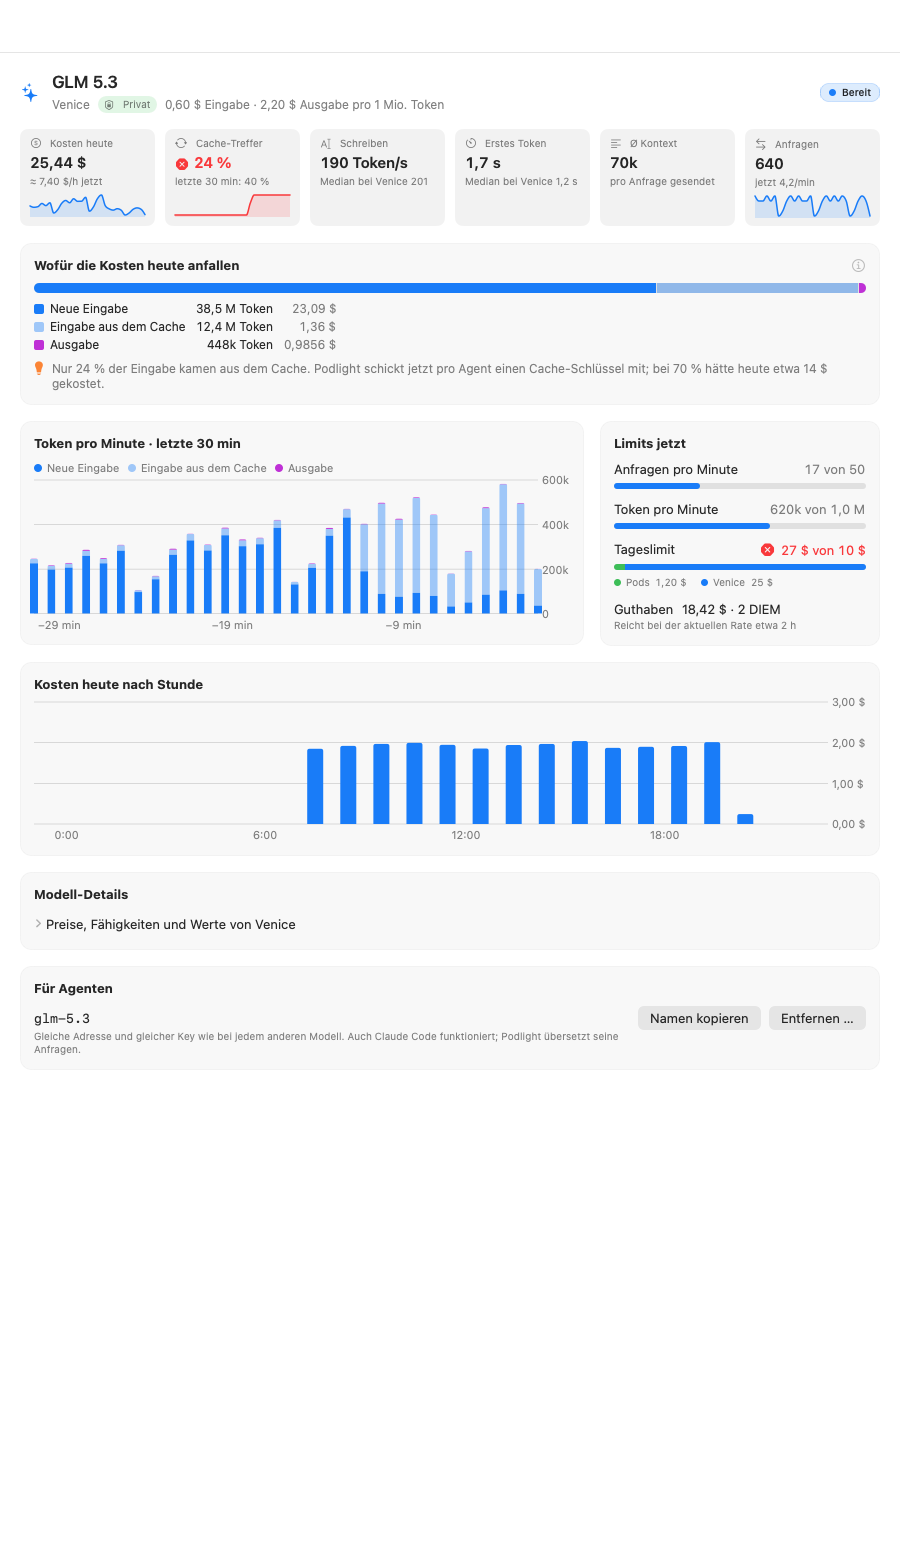 GLM 5.3
Venice Privat 0,60 $ Eingabe · 2,20 $ Ausgabe pro 1 Mio. Token
Bereit
Kosten heute
25,44 $
≈ 7,40 $/h jetzt
Cache-Treffer
24 %
letzte 30 min: 40 %
Schreiben
190 Token/s
Median bei Venice 201
Erstes Token
1,7 s
Median bei Venice 1,2 s
Ø Kontext
70k
pro Anfrage gesendet
Anfragen
640
jetzt 4,2/min
Wofür die Kosten heute anfallen
Neue Eingabe 38,5 M Token 23,09 $
Eingabe aus dem Cache 12,4 M Token 1,36 $
Ausgabe 448k Token 0,9856 $
Nur 24 % der Eingabe kamen aus dem Cache. Podlight schickt jetzt pro Agent einen Cache-Schlüssel mit; bei 70 % hätte heute etwa 14 $
gekostet.
Token pro Minute · letzte 30 min
Neue Eingabe Eingabe aus dem Cache Ausgabe
600k
400k
200k
0
−29 min −19 min −9 min
Limits jetzt
Anfragen pro Minute 17 von 50
Token pro Minute 620k von 1,0 M
Tageslimit 27 $ von 10 $
Pods 1,20 $ Venice 25 $
Guthaben 18,42 $ · 2 DIEM
Reicht bei der aktuellen Rate etwa 2 h
Kosten heute nach Stunde
3,00 $
2,00 $
1,00 $
0,00 $
0:00 6:00 12:00 18:00
Modell-Details
Preise, Fähigkeiten und Werte von Venice
Für Agenten
glm-5.3
Namen kopieren Entfernen ...
Gleiche Adresse und gleicher Key wie bei jedem anderen Modell. Auch Claude Code funktioniert; Podlight übersetzt seine
Anfragen.